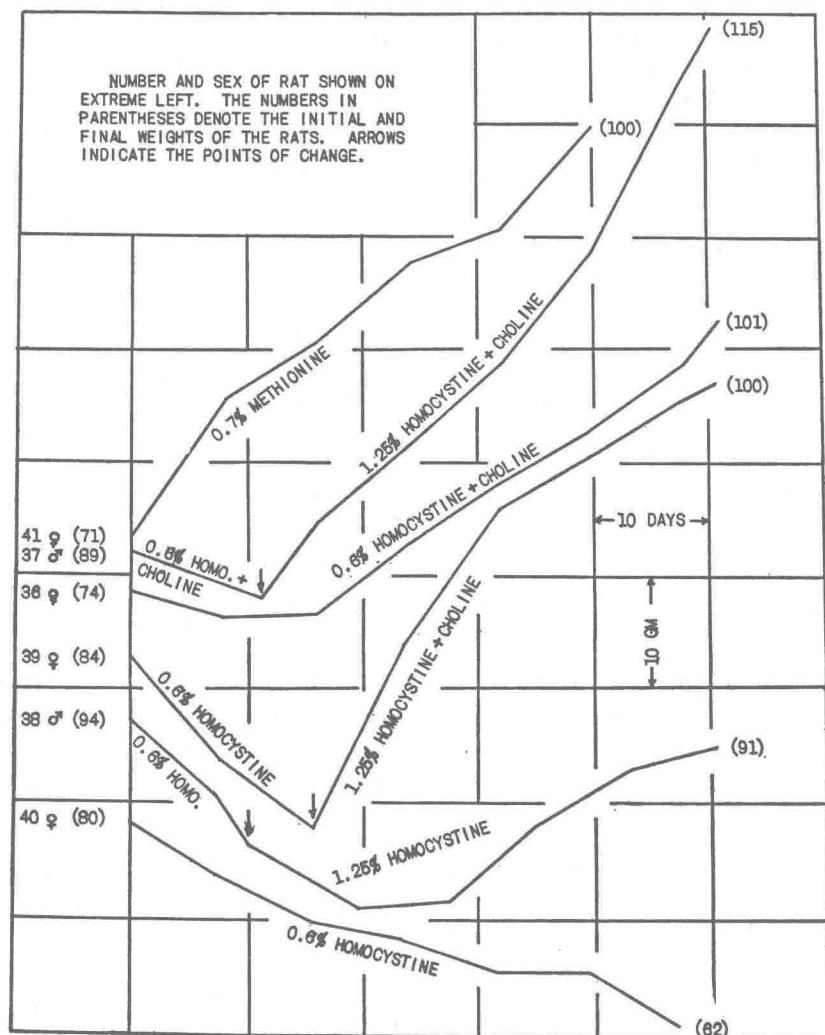 NUMBER AND SEX OF RAT SHOWN ON
EXTREME LEFT. THE NUMBERS IN
PARENTHESES DENOTE THE INITIAL AND
FINAL WEIGHTS OF THE RATS. ARROWS
INDICATE THE POINTS OF CHANGE.
(115)
(100)
(101)
(100)
0.7% METHIONINE
1.25% HOMOCYSTINE + CHOLINE
0.6% HOMOCYSTINE + CHOLINE
41 ♀ (71)
37 ♂ (89)
0.6% HOMO. +
CHOLINE
36 ♀ (74)
10 DAYS
10 GM
39 ♀ (84)
0.6% HOMOCYSTINE
1.25% HOMOCYSTINE + CHOLINE
38 ♂ (94)
0.6% HOMO.
(91)
40 ♀ (80)
1.25% HOMOCYSTINE
0.6% HOMOCYSTINE
(62)